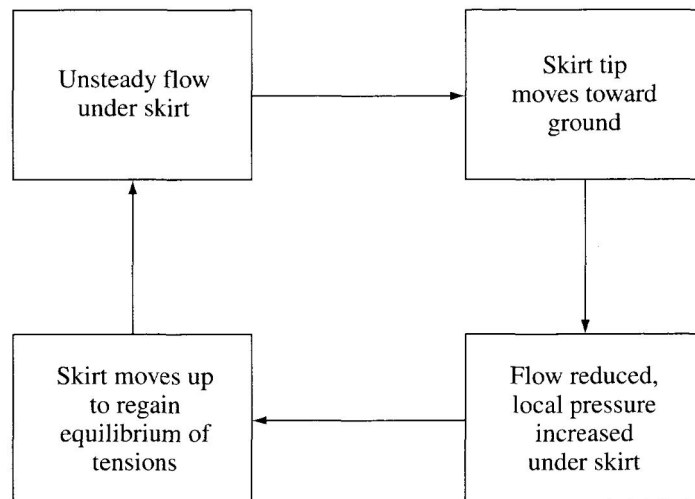 Unsteady flow
under skirt
Skirt tip
moves toward
ground
Skirt moves up
to regain
equilibrium of
tensions
Flow reduced,
local pressure
increased
under skirt